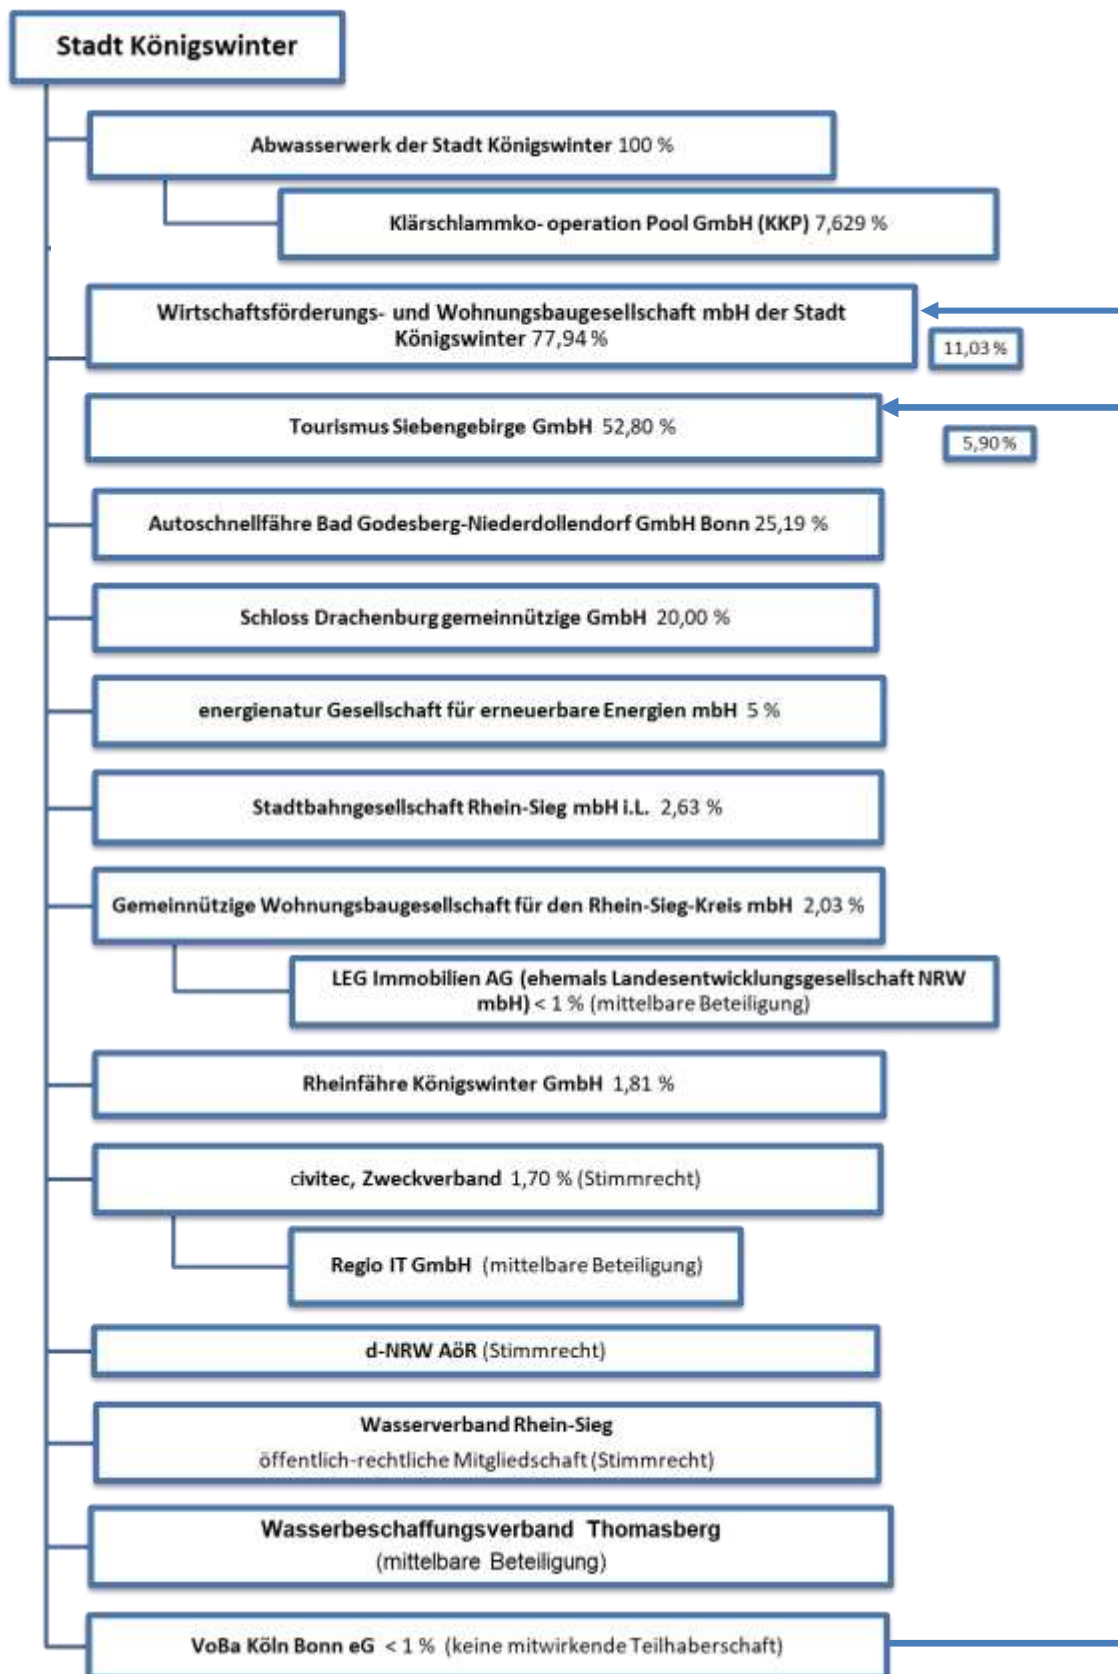 Stadt Königswinter
Abwasserwerk der Stadt Königswinter 100 %
Klärschlammko- operation Pool GmbH (KKP) 7,629 %
Wirtschaftsförderungs- und Wohnungsbaugesellschaft mbH der Stadt
Königswinter 77,94 %
11,03 %
Tourismus Siebengebirge GmbH 52,80 %
5,90 %
Autoschnellfähre Bad Godesberg-Niederdollendorf GmbH Bonn 25,19 %
Schloss Drachenburg gemeinnützige GmbH 20,00 %
energienatur Gesellschaft für erneuerbare Energien mbH 5 %
Stadtbahngesellschaft Rhein-Sieg mbH i.L. 2,63 %
Gemeinnützige Wohnungsbaugesellschaft für den Rhein-Sieg-Kreis mbH 2,03 %
LEG Immobilien AG (ehemals Landesentwicklungsgesellschaft NRW
mbH) < 1 % (mittelbare Beteiligung)
Rheinfähre Königswinter GmbH 1,81 %
civitec, Zweckverband 1,70 % (Stimmrecht)
Regio IT GmbH (mittelbare Beteiligung)
d-NRW AöR (Stimmrecht)
Wasserverband Rhein-Sieg
öffentlich-rechtliche Mitgliedschaft (Stimmrecht)
Wasserbeschaffungsverband Thomasberg
(mittelbare Beteiligung)
VoBa Köln Bonn eG < 1 % (keine mitwirkende Teilhaberschaft)